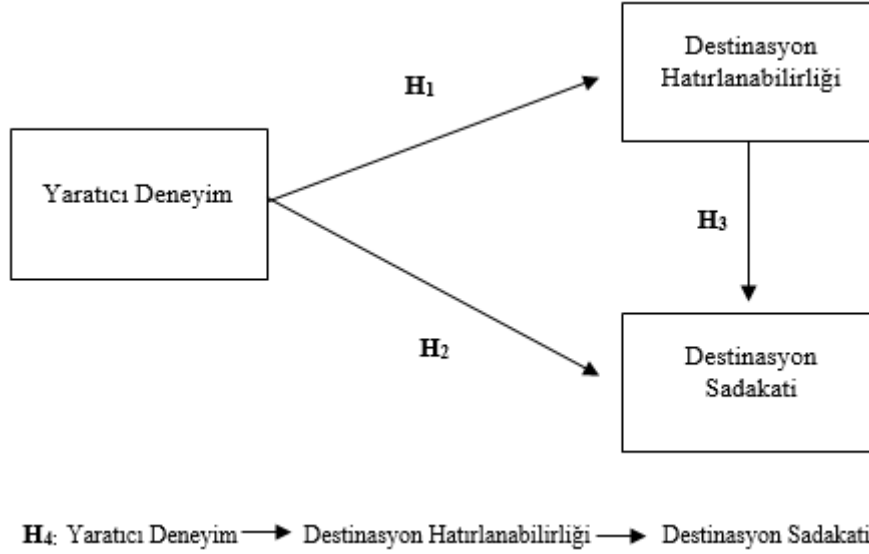 Destinasyon
Hatırlanabilirliği
H1
Yaratıcı Deneyim
H3
H2
Destinasyon
Sadakati
H4: Yaratıcı Deneyim → Destinasyon Hatırlanabilirliği → Destinasyon Sadakati